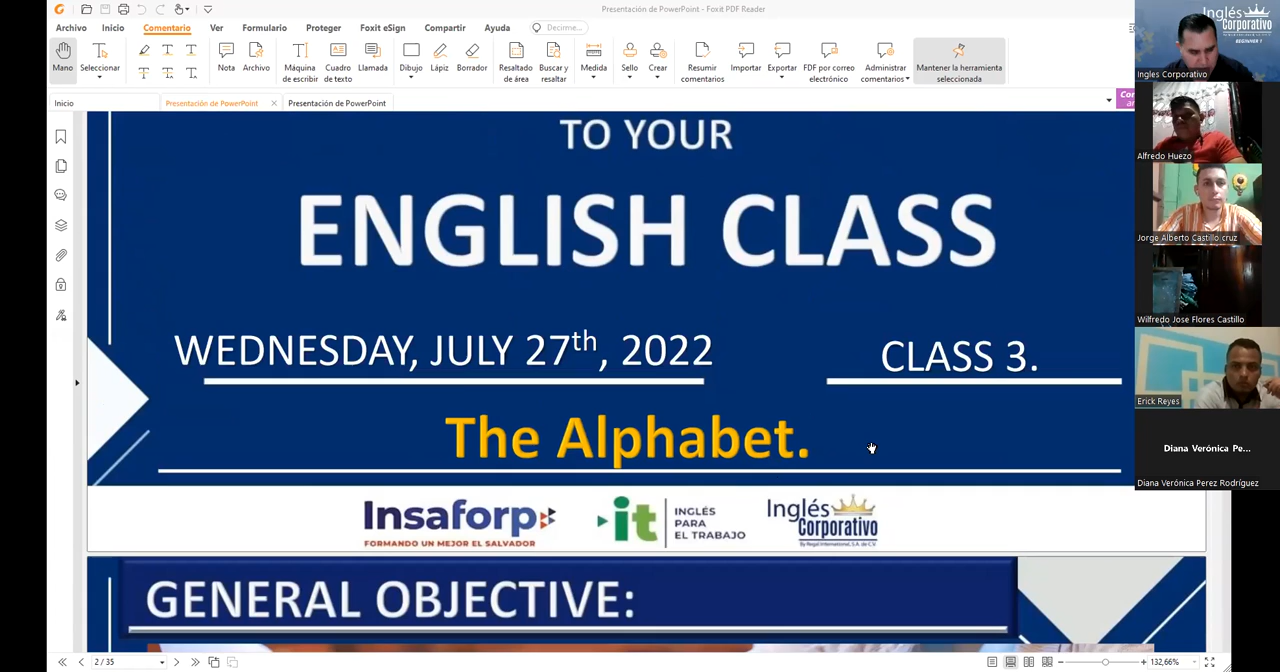 Presentación de PowerPoint - Foxit PDF Reader
Archivo Inicio Comentario Ver Formulario Proteger Foxit eSign Compartir Ayuda Decirme...
Mano Seleccionar Nota Archivo Máquina de escribir Cuadro de texto Llamada Dibujo Lápiz Borrador Resaltado de área Buscar y resaltar Medida Sello Crear Resumir comentarios Importar Exportar PDF por correo electrónico Administrar comentarios Mantener la herramienta seleccionada
Inicio Presentación de PowerPoint Presentación de PowerPoint
TO YOUR
ENGLISH CLASS
WEDNESDAY, JULY 27th, 2022 CLASS 3.
The Alphabet.
Insaforp
FORMANDO UN MEJOR EL SALVADOR
it
INGLÉS
PARA
EL TRABAJO
Inglés
Corporativo
By Regal International, S.A. de C.V.
GENERAL OBJECTIVE:
2 / 35
132,66%
Inglés
Corporativo
BEGINNER 1
Ingles Corporativo
Alfredo Huezo
Jorge Alberto Castillo cruz
Wilfredo Jose Flores Castillo
Erick Reyes
Diana Verónica Pe...
Diana Verónica Perez Rodríguez